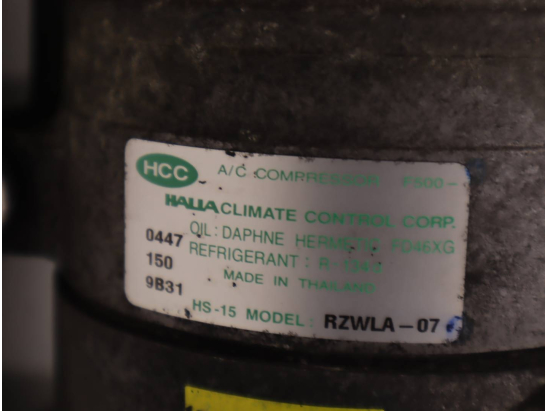 HCC A/C COMPRESSOR F500-
HALLA CLIMATE CONTROL CORP.
OIL: DAPHNE HERMETIC FD46XG
0447 REFRIGERANT: R-134a
150 MADE IN THAILAND
9B31
HS-15 MODEL: RZWLA-07